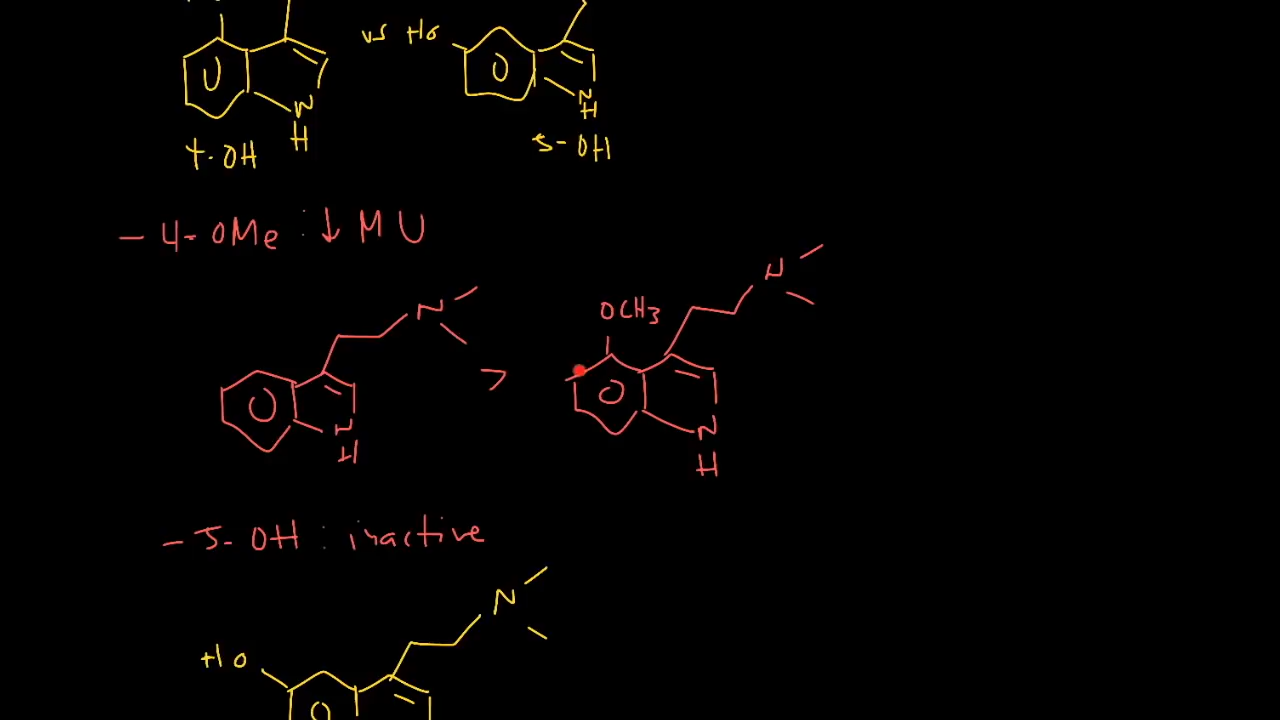 vs HO
N
H
N
H
4-OH
5-OH
- 4-OMe : ↓ MU
N
OCH3
N
>
N
H
N
H
- 5-OH : inactive
N
HO